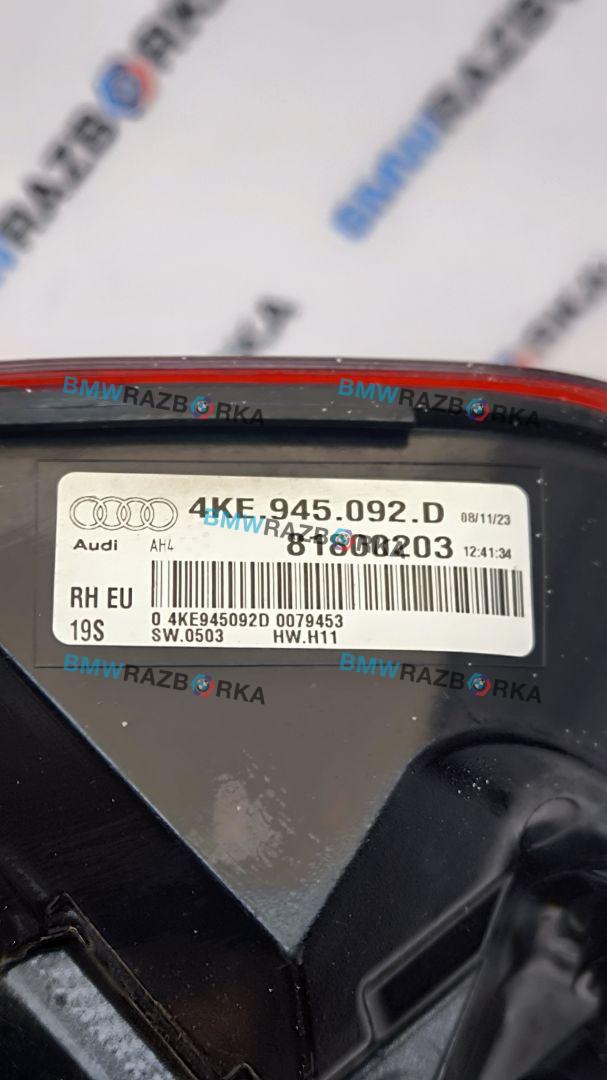 BMWRAZBORKA
BMWRAZBORKA
BMWRAZBORKA BMWRAZBORKA
4KE.945.092.D 08/11/23
BMWRAZBORKA
Audi AH4 81800203 12:41:34
RH EU
0 4KE945092D 0079453
19S SW.0503 HW.H11
BMWRAZBORKA BMWRAZBORKA